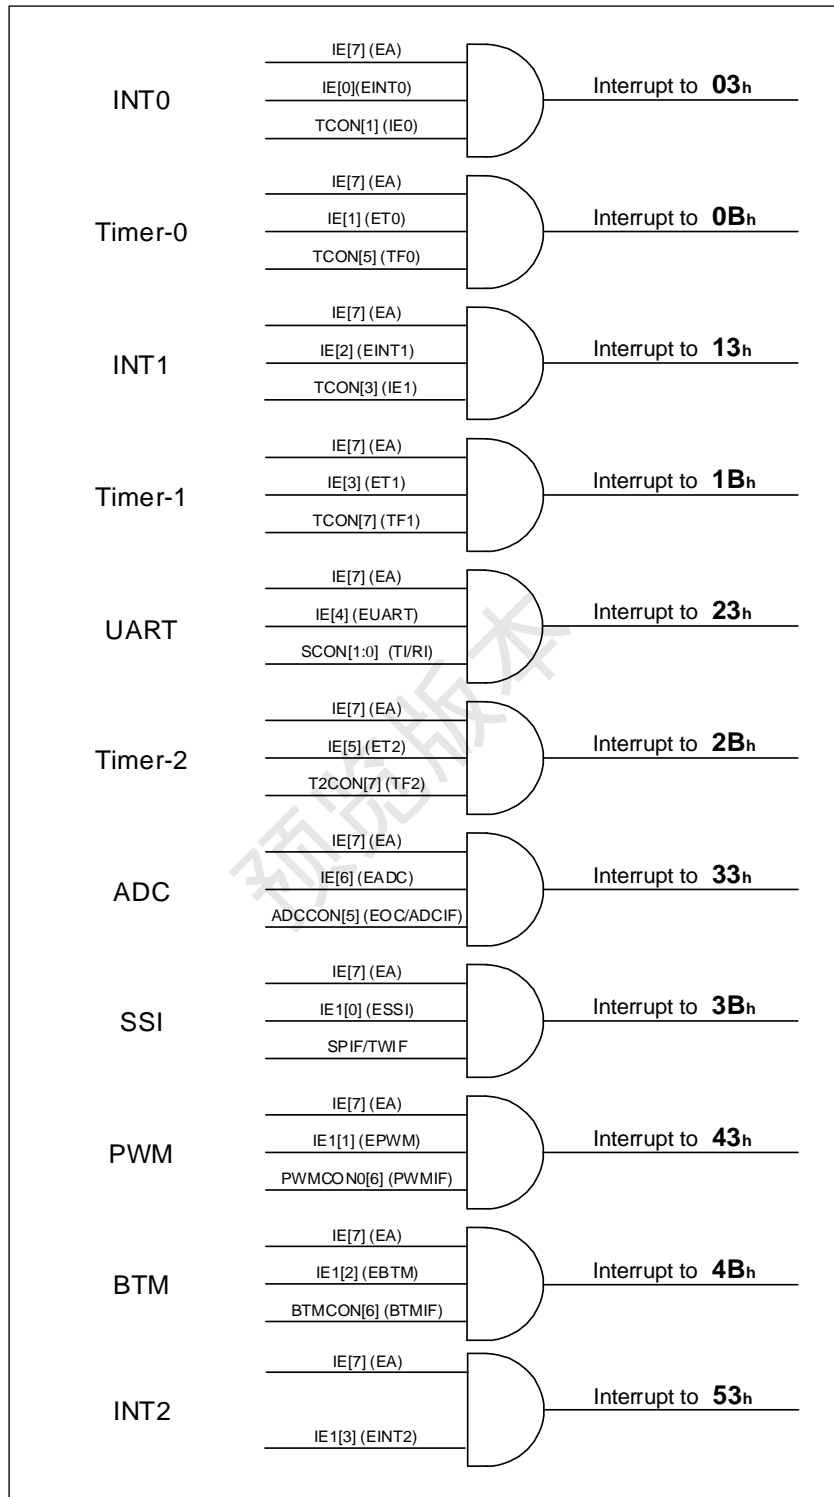 IE[7] (EA)
INT0 IE[0](EINT0) Interrupt to 03h
TCON[1] (IE0)
IE[7] (EA)
Timer-0 IE[1] (ET0) Interrupt to 0Bh
TCON[5] (TF0)
IE[7] (EA)
INT1 IE[2] (EINT1) Interrupt to 13h
TCON[3] (IE1)
IE[7] (EA)
Timer-1 IE[3] (ET1) Interrupt to 1Bh
TCON[7] (TF1)
IE[7] (EA)
UART IE[4] (EUART) Interrupt to 23h
SCON[1:0] (TI/RI)
IE[7] (EA)
Timer-2 IE[5] (ET2) Interrupt to 2Bh
T2CON[7] (TF2)
IE[7] (EA)
ADC IE[6] (EADC) Interrupt to 33h
ADCCON[5] (EOC/ADCIF)
IE[7] (EA)
SSI IE1[0] (ESSI) Interrupt to 3Bh
SPIF/TWIF
IE[7] (EA)
PWM IE1[1] (EPWM) Interrupt to 43h
PWMCON0[6] (PWMIF)
IE[7] (EA)
BTM IE1[2] (EBTM) Interrupt to 4Bh
BTMCON[6] (BTMIF)
IE[7] (EA)
INT2 Interrupt to 53h
IE1[3] (EINT2)
预览版本